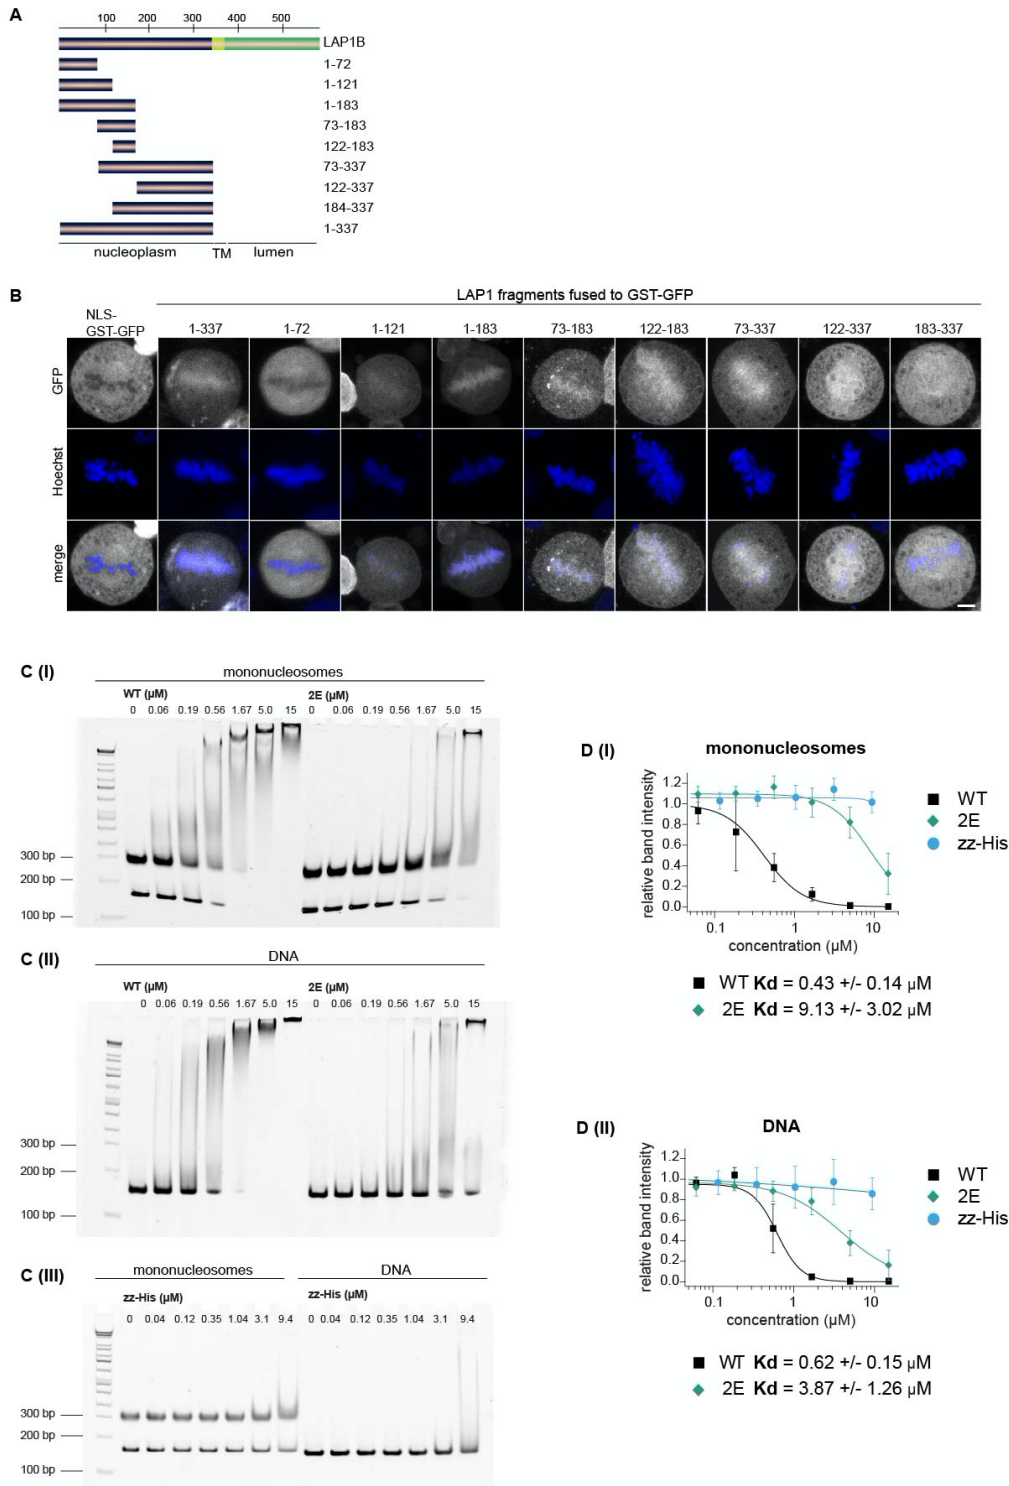 A
100 200 300 400 500
LAP1B
1-72
1-121
1-183
73-183
122-183
73-337
122-337
184-337
1-337
nucleoplasm TM lumen
B
LAP1 fragments fused to GST-GFP
NLS-
GST-GFP
1-337 1-72 1-121 1-183 73-183 122-183 73-337 122-337 183-337
GFP
Hoechst
merge
C (I)
mononucleosomes
WT (µM) 2E (µM)
0 0.06 0.19 0.56 1.67 5.0 15 0 0.06 0.19 0.56 1.67 5.0 15
300 bp
200 bp
100 bp
C (II)
DNA
WT (µM) 2E (µM)
0 0.06 0.19 0.56 1.67 5.0 15 0 0.06 0.19 0.56 1.67 5.0 15
300 bp
200 bp
100 bp
C (III)
mononucleosomes DNA
zz-His (µM) zz-His (µM)
0 0.04 0.12 0.35 1.04 3.1 9.4 0 0.04 0.12 0.35 1.04 3.1 9.4
300 bp
200 bp
100 bp
D (I)
mononucleosomes
relative band intensity
1.2
1.0
0.8
0.6
0.4
0.2
0.0
0.1 1 10
concentration (µM)
WT
2E
zz-His
WT Kd = 0.43 +/- 0.14 µM
2E Kd = 9.13 +/- 3.02 µM
D (II)
DNA
relative band intensity
1.2
1.0
0.8
0.6
0.4
0.2
0.0
0.1 1 10
concentration (µM)
WT
2E
zz-His
WT Kd = 0.62 +/- 0.15 µM
2E Kd = 3.87 +/- 1.26 µM